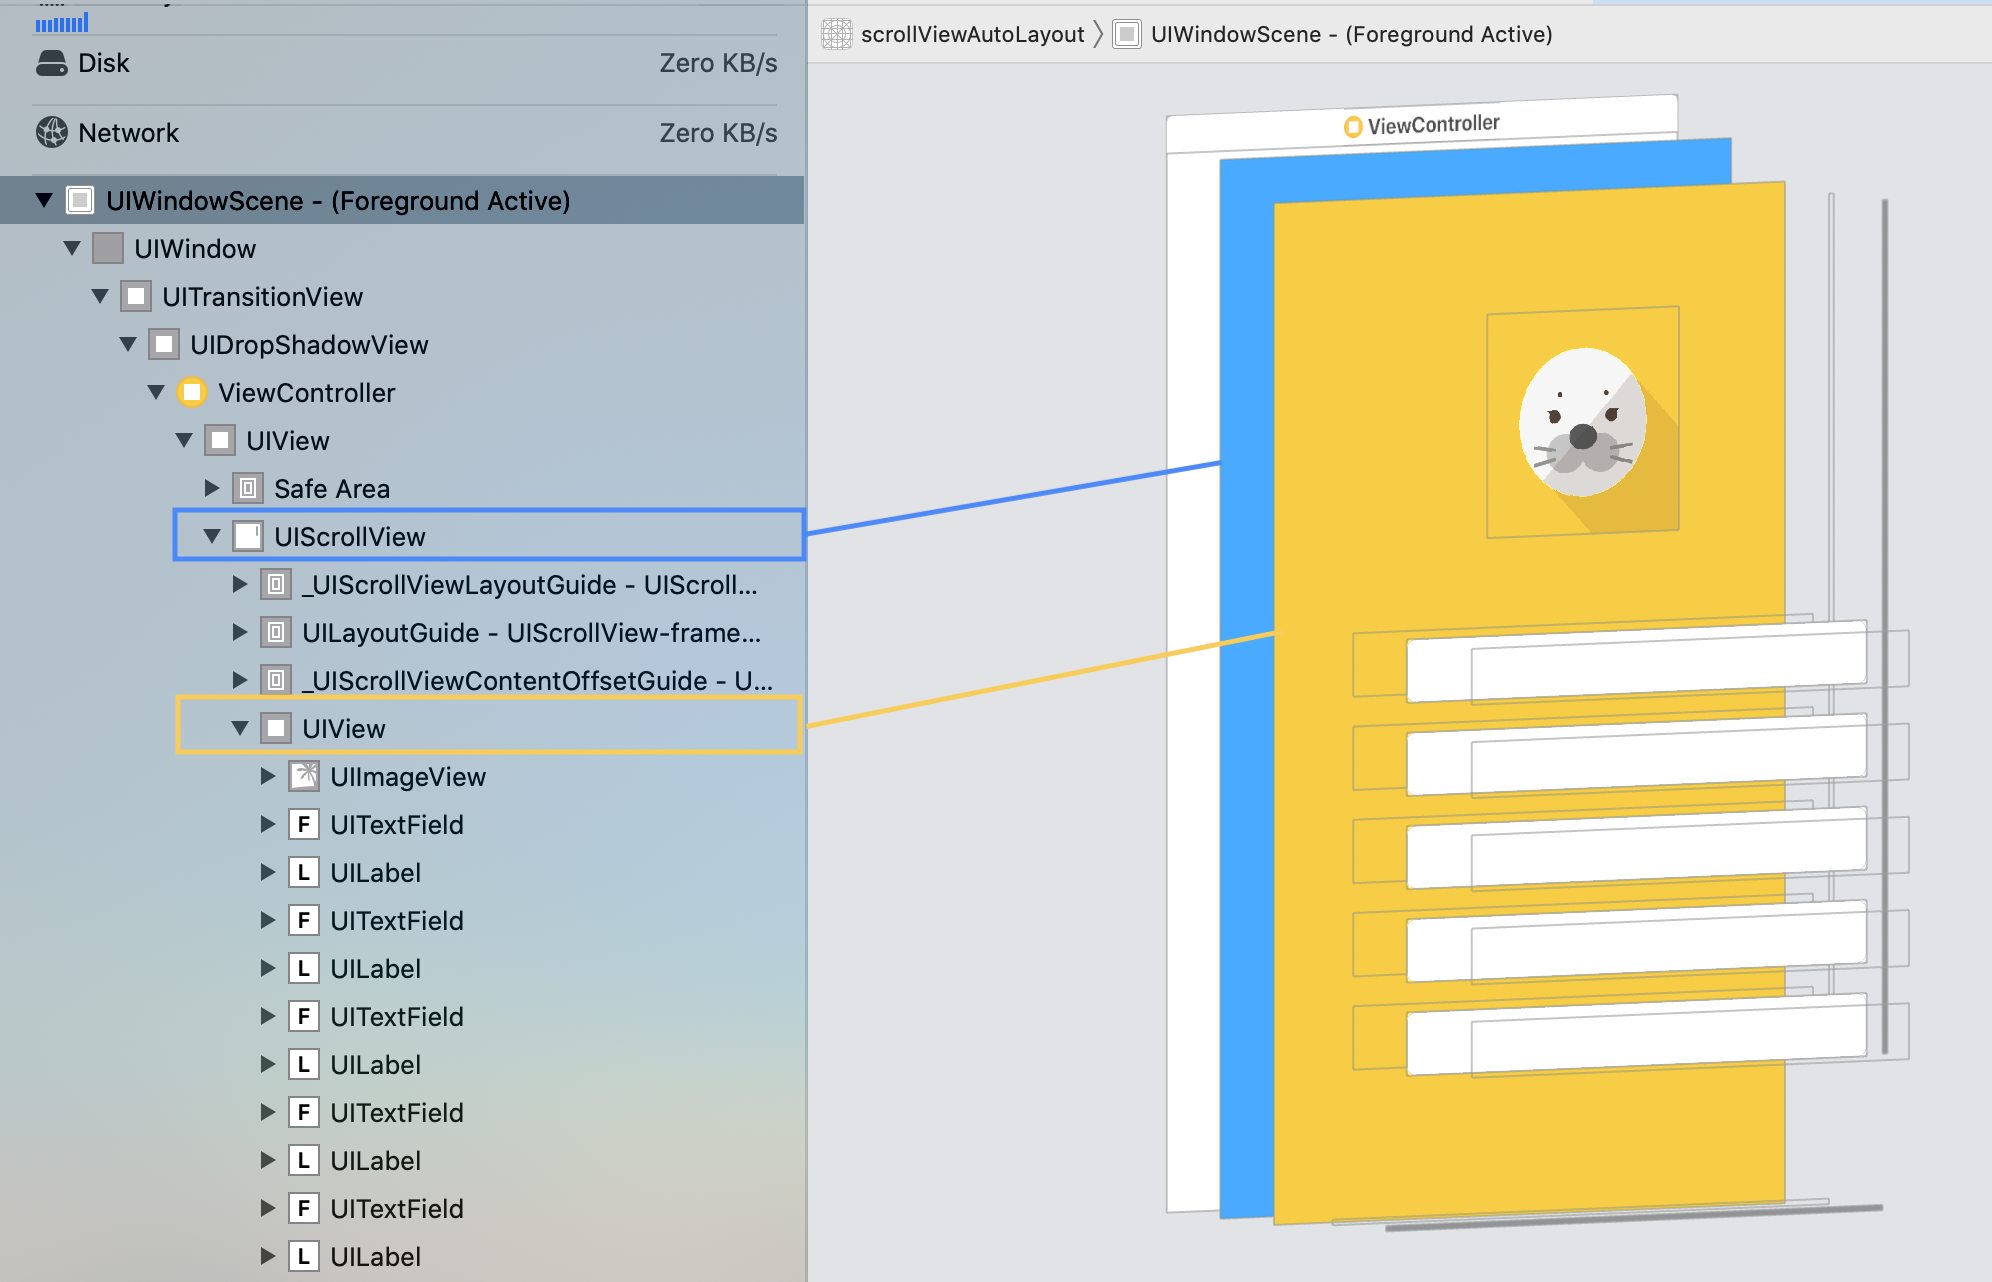 Disk Zero KB/s
Network Zero KB/s
UIWindowScene - (Foreground Active)
UIWindow
UITransitionView
UIDropShadowView
ViewController
UIView
Safe Area
UIScrollView
_UIScrollViewLayoutGuide - UIScroll...
UILayoutGuide - UIScrollView-frame...
_UIScrollViewContentOffsetGuide - U...
UIView
UIImageView
F UITextField
L UILabel
F UITextField
L UILabel
F UITextField
L UILabel
F UITextField
L UILabel
F UITextField
L UILabel
scrollViewAutoLayout UIWindowScene - (Foreground Active)
ViewController